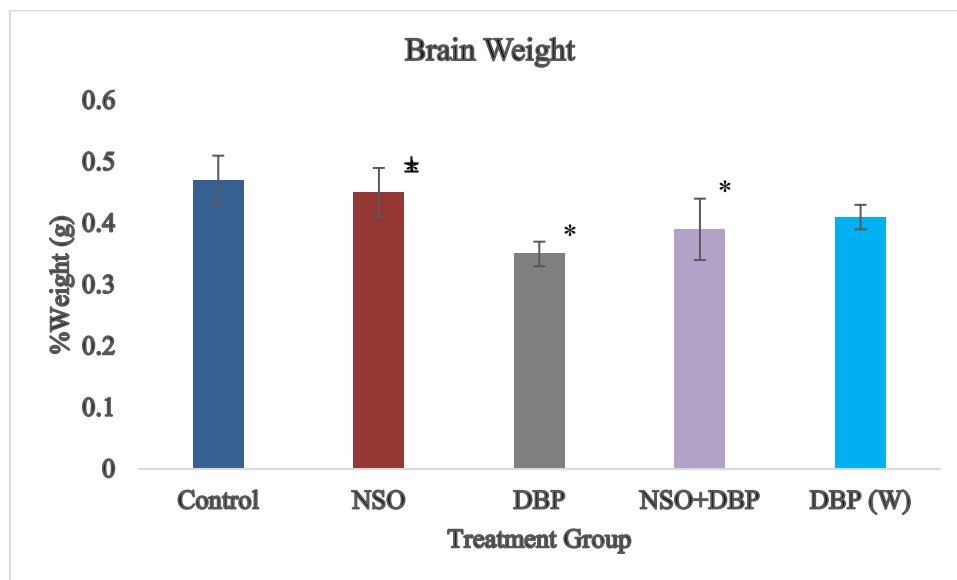 Brain Weight
%Weight (g)
0.6
0.5
0.4
0.3
0.2
0.1
0
*
*
Control NSO DBP NSO+DBP DBP (W)
Treatment Group